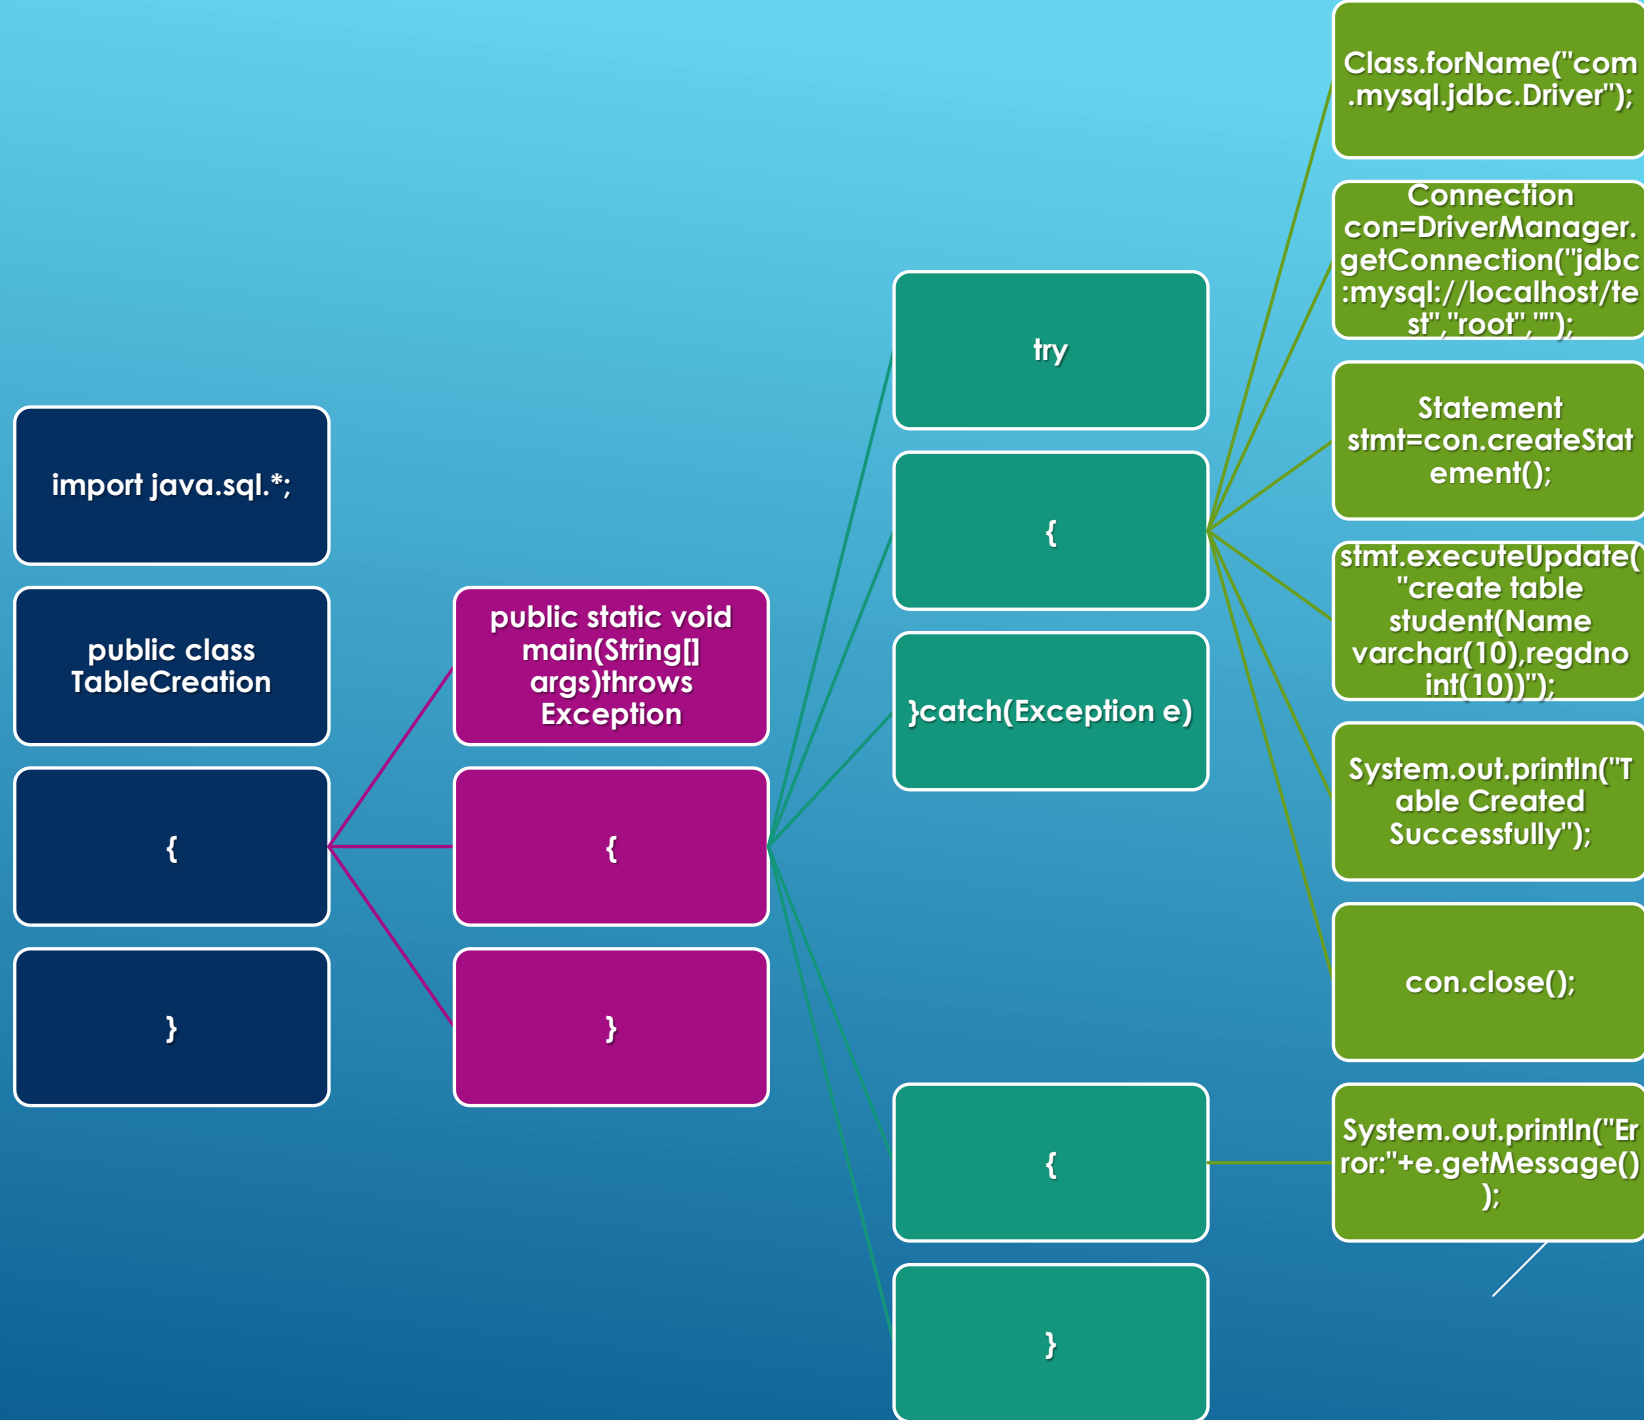 import java.sql.*;
public class
TableCreation
{
public static void
main(String[]
args)throws
Exception
{
try
{
Class.forName("com
.mysql.jdbc.Driver");
Connection
con=DriverManager.
getConnection("jdbc
:mysql://localhost/te
st","root","");
Statement
stmt=con.createStat
ement();
stmt.executeUpdate(
"create table
student(Name
varchar(10),regdno
int(10))");
System.out.println("T
able Created
Successfully");
con.close();
}catch(Exception e)
{
System.out.println("Er
ror:"+e.getMessage()
);
}
}
}